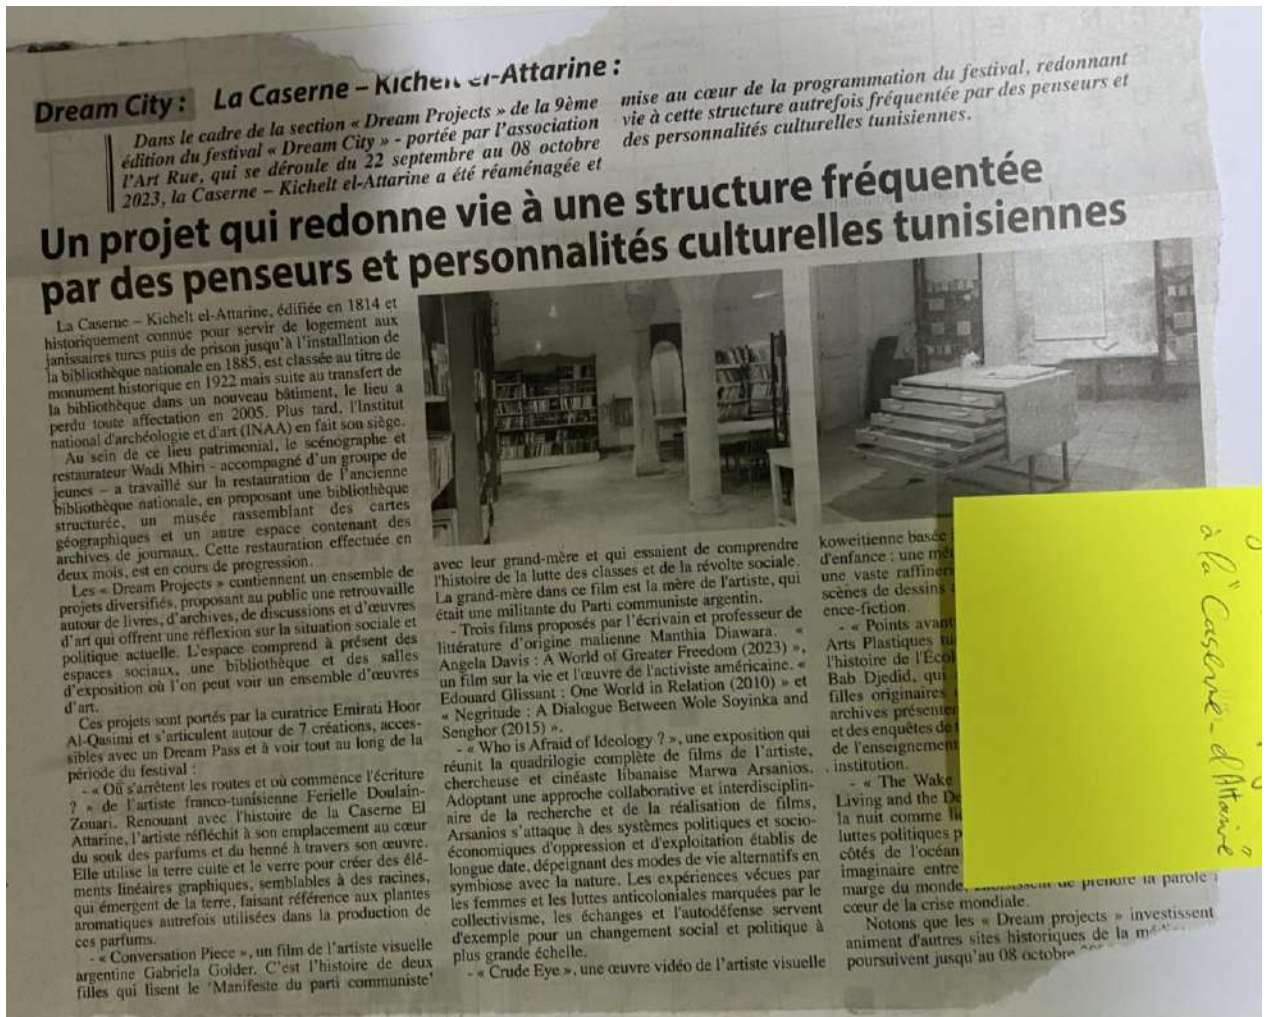 Dream City : La Caserne – Kichelt el-Attarine :
Dans le cadre de la section « Dream Projects » de la 9ème
édition du festival « Dream City » - portée par l'association
l'Art Rue, qui se déroule du 22 septembre au 08 octobre
2023, la Caserne – Kichelt el-Attarine a été réaménagée et
mise au cœur de la programmation du festival, redonnant
vie à cette structure autrefois fréquentée par des penseurs et
des personnalités culturelles tunisiennes.
Un projet qui redonne vie à une structure fréquentée
par des penseurs et personnalités culturelles tunisiennes
La Caserne – Kichelt el-Attarine, édifiée en 1814 et
historiquement connue pour servir de logement aux
janissaires turcs puis de prison jusqu'à l'installation de
la bibliothèque nationale en 1885, est classée au titre de
monument historique en 1922 mais suite au transfert de
la bibliothèque dans un nouveau bâtiment, le lieu a
perdu toute affectation en 2005. Plus tard, l'Institut
national d'archéologie et d'art (INAA) en fait son siège.
Au sein de ce lieu patrimonial, le scénographe et
restaurateur Wadi Mhiri - accompagné d'un groupe de
jeunes – a travaillé sur la restauration de l'ancienne
bibliothèque nationale, en proposant une bibliothèque
structurée, un musée rassemblant des cartes
géographiques et un autre espace contenant des
archives de journaux. Cette restauration effectuée en
deux mois, est en cours de progression.
Les « Dream Projects » contiennent un ensemble de
projets diversifiés, proposant au public une retrouvaille
autour de livres, d'archives, de discussions et d'œuvres
d'art qui offrent une réflexion sur la situation sociale et
politique actuelle. L'espace comprend à présent des
espaces sociaux, une bibliothèque et des salles
d'exposition où l'on peut voir un ensemble d'œuvres
d'art.
Ces projets sont portés par la curatrice Emirati Hoor
Al-Qasimi et s'articulent autour de 7 créations, acces-
sibles avec un Dream Pass et à voir tout au long de la
période du festival :
- « Où s'arrêtent les routes et où commence l'écriture
? » de l'artiste franco-tunisienne Ferielle Doulain-
Zouari. Renouant avec l'histoire de la Caserne El
Attarine, l'artiste réfléchit à son emplacement au cœur
du souk des parfums et du henné à travers son œuvre.
Elle utilise la terre cuite et le verre pour créer des élé-
ments linéaires graphiques, semblables à des racines,
qui émergent de la terre, faisant référence aux plantes
aromatiques autrefois utilisées dans la production de
ces parfums.
- « Conversation Piece », un film de l'artiste visuelle
argentine Gabriela Golder. C'est l'histoire de deux
filles qui lisent le 'Manifeste du parti communiste'
avec leur grand-mère et qui essaient de comprendre
l'histoire de la lutte des classes et de la révolte sociale.
La grand-mère dans ce film est la mère de l'artiste, qui
était une militante du Parti communiste argentin.
- Trois films proposés par l'écrivain et professeur de
littérature d'origine malienne Manthia Diawara. «
Angela Davis : A World of Greater Freedom (2023) »,
un film sur la vie et l'œuvre de l'activiste américaine. «
Edouard Glissant : One World in Relation (2010) » et
« Negritude : A Dialogue Between Wole Soyinka and
Senghor (2015) ».
- « Who is Afraid of Ideology ? », une exposition qui
réunit la quadrilogie complète de films de l'artiste,
chercheuse et cinéaste libanaise Marwa Arsanios.
Adoptant une approche collaborative et interdisciplin-
aire de la recherche et de la réalisation de films,
Arsanios s'attaque à des systèmes politiques et socio-
économiques d'oppression et d'exploitation établis de
longue date, dépeignant des modes de vie alternatifs en
symbiose avec la nature. Les expériences vécues par
les femmes et les luttes anticoloniales marquées par le
collectivisme, les échanges et l'autodéfense servent
d'exemple pour un changement social et politique à
plus grande échelle.
- « Crude Eye », une œuvre vidéo de l'artiste visuelle
koweitienne basée
d'enfance : une
une vaste
scènes de dessins
ence-fiction.
- « Points
Arts Plastiques
l'histoire de
Bab Djedid, qui
filles originaires
archives
et des enquêtes de
de l'enseignement
institution.
- « The Wake
Living and the
la nuit comme
luttes politiques
côtés de l'océan
imaginaire entre
marge du monde, de prendre la parole
cœur de la crise mondiale.
Notons que les « Dream projects » investissent
animent d'autres sites historiques de la
poursuivent jusqu'au 08 octobre
à la "Caserne - d'Attarine"